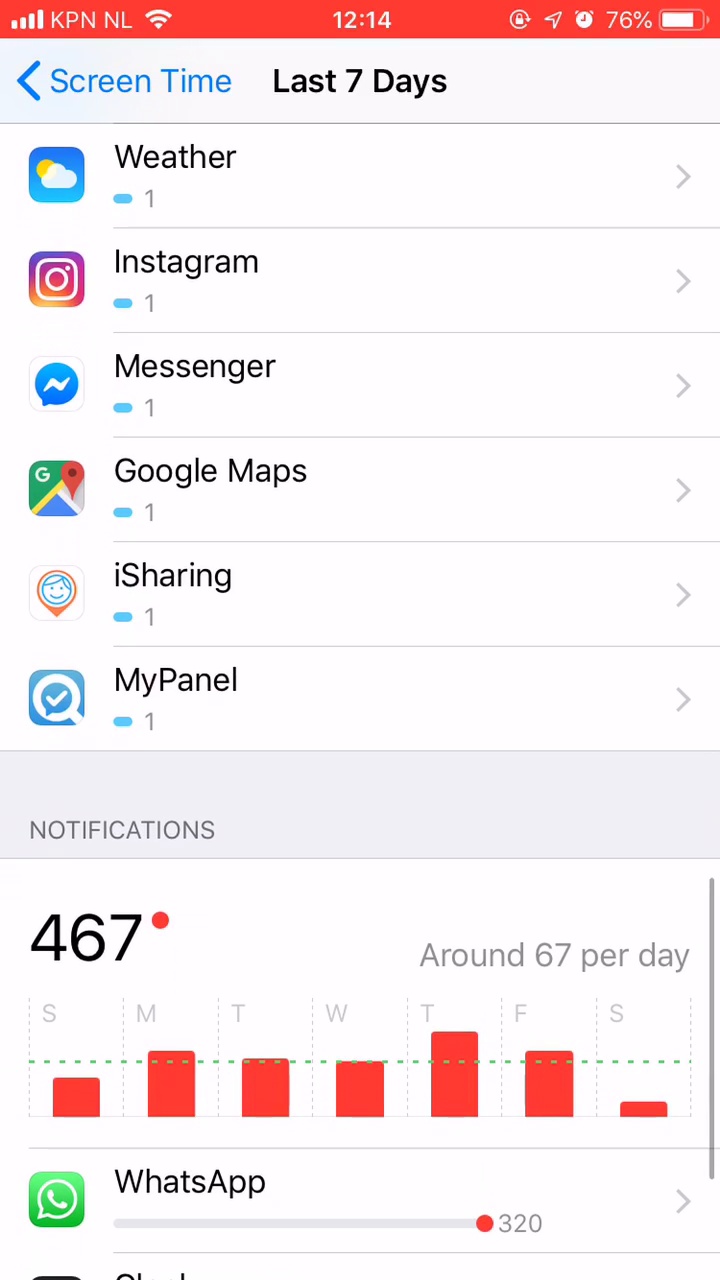 KPN NL 12:14 76%
Screen Time Last 7 Days
Weather
1
Instagram
1
Messenger
1
G
Google Maps
1
iSharing
1
MyPanel
1
NOTIFICATIONS
467
Around 67 per day
S M T W T F S
WhatsApp
320